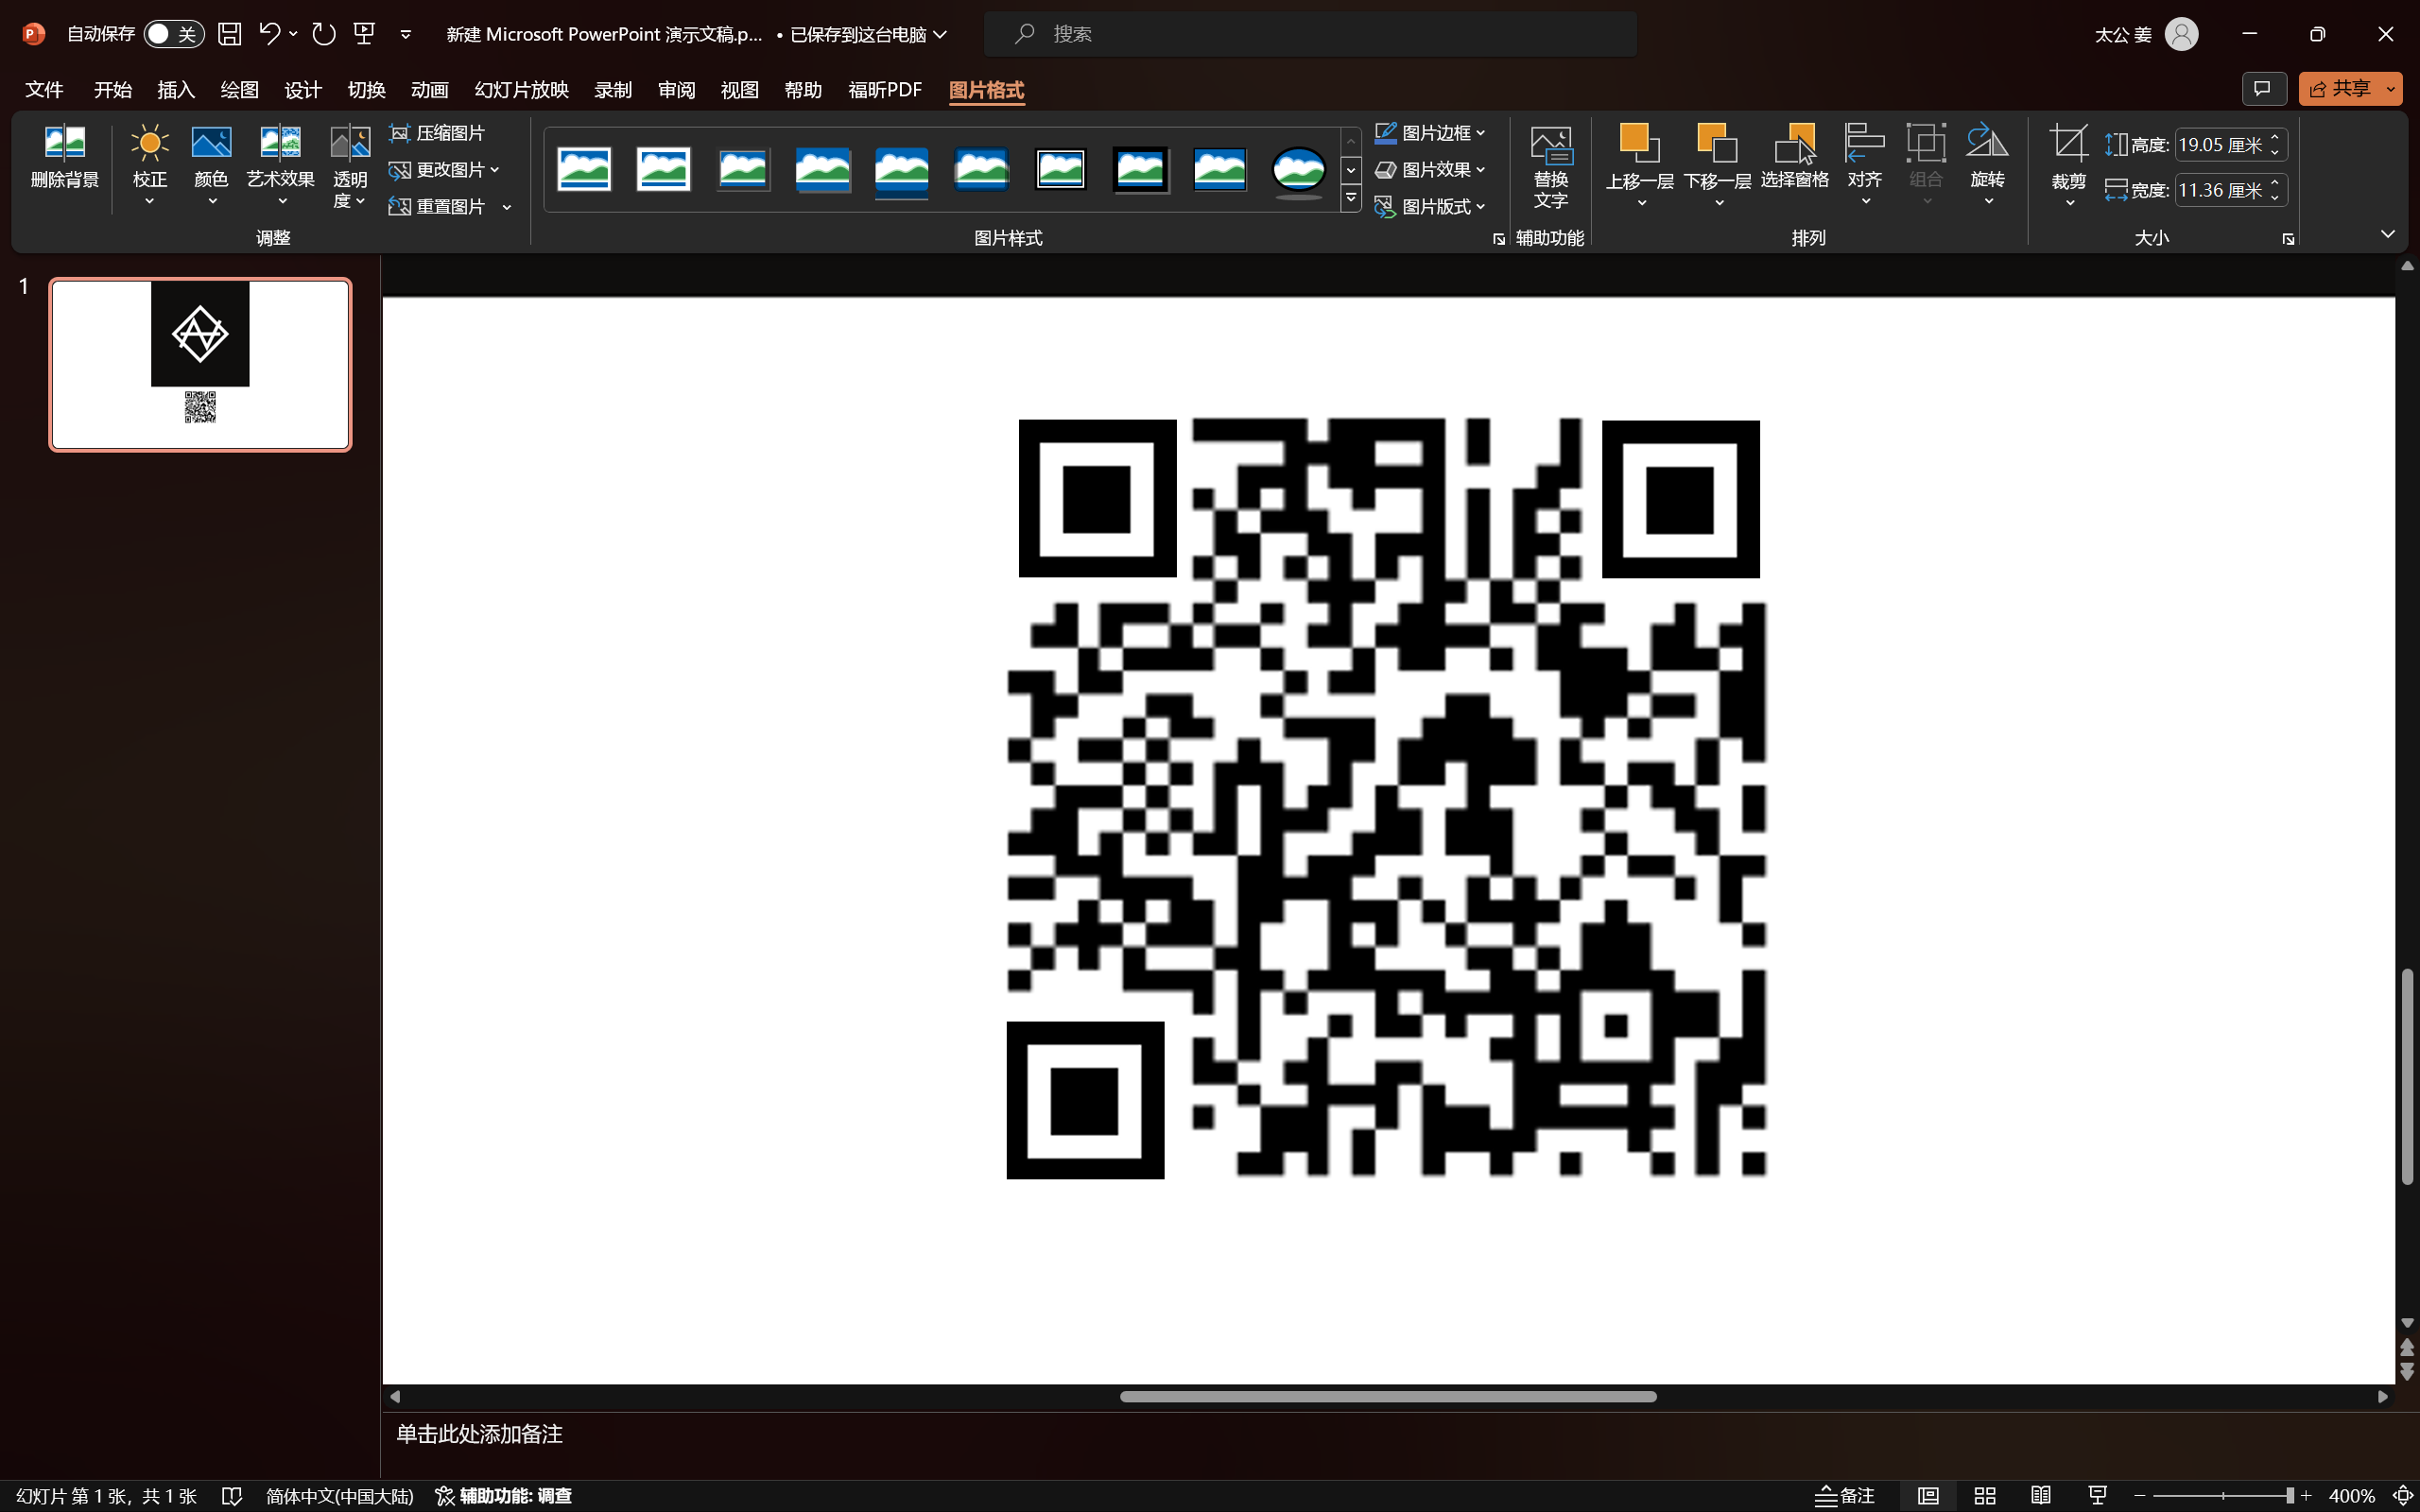 自动保存 关 新建 Microsoft PowerPoint 演示文稿.p... • 已保存到这台电脑 搜索 太公 姜
文件 开始 插入 绘图 设计 切换 动画 幻灯片放映 录制 审阅 视图 帮助 福昕PDF 图片格式 共享
删除背景 校正 颜色 艺术效果 透明度 压缩图片 更改图片 重置图片
图片边框 图片效果 图片版式
替换文字 上移一层 下移一层 选择窗格 对齐 组合 旋转 裁剪
高度: 19.05 厘米
宽度: 11.36 厘米
调整 图片样式 辅助功能 排列 大小
1
单击此处添加备注
幻灯片 第 1 张，共 1 张 简体中文(中国大陆) 辅助功能: 调查 备注 400%